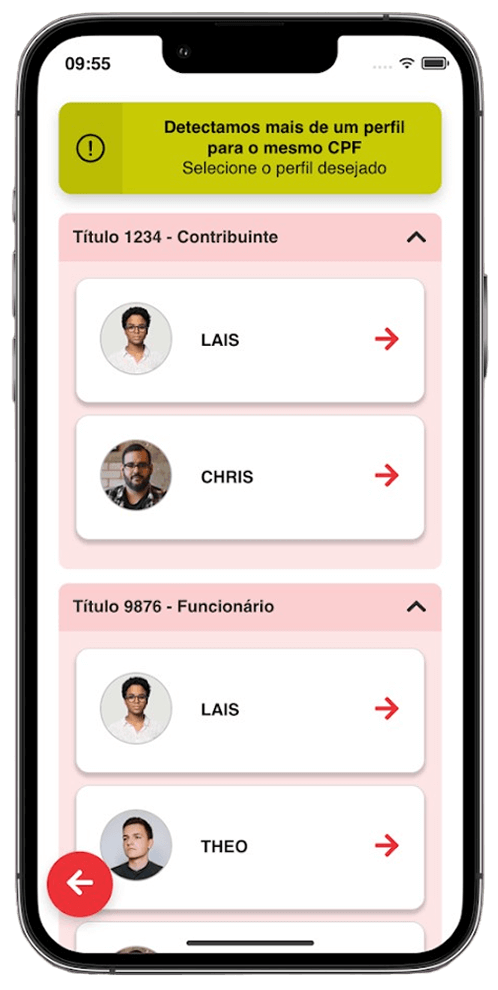 09:55
Detectamos mais de um perfil
para o mesmo CPF
Selecione o perfil desejado
Título 1234 - Contribuinte
LAIS
CHRIS
Título 9876 - Funcionário
LAIS
THEO